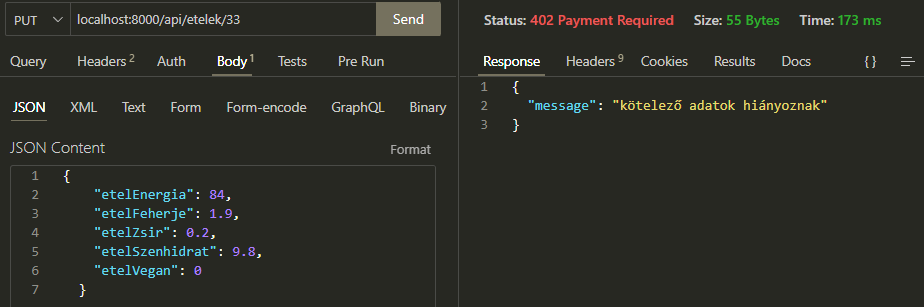 PUT localhost:8000/api/etelek/33 Send
Query Headers 2 Auth Body 1 Tests Pre Run
JSON XML Text Form Form-encode GraphQL Binary
JSON Content Format
1 {
2 "etelEnergia": 84,
3 "etelFeherje": 1.9,
4 "etelZsir": 0.2,
5 "etelSzenhidrat": 9.8,
6 "etelVegan": 0
7 }
Status: 402 Payment Required Size: 55 Bytes Time: 173 ms
Response Headers 9 Cookies Results Docs {}
1 {
2 "message": "kötelező adatok hiányoznak"
3 }